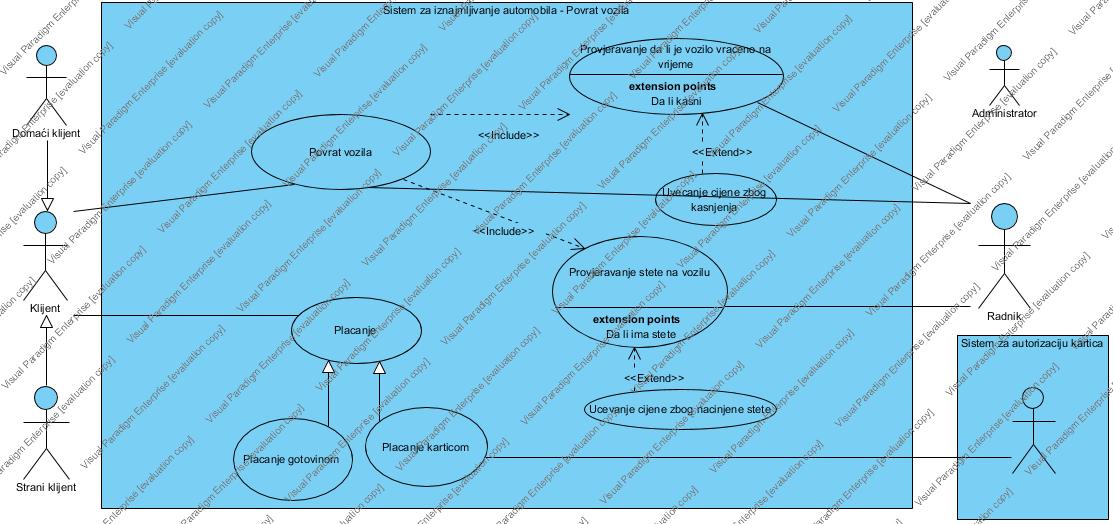 Sistem za iznajmljivanje automobila - Povrat vozila
Provjeravanje da li je vozilo vraceno na
vrijeme
extension points
Da li kasni
Domaći klijent
Administrator
<<Include>>
Povrat vozila
<<Extend>>
Uvecanje cijene zbog
kasnjenja
<<Include>>
Provjeravanje stete na vozilu
extension points
Da li ima stete
Klijent
Radnik
Placanje
Sistem za autorizaciju kartica
<<Extend>>
Ucevanje cijene zbog nacinjene stete
Placanje gotovinom
Placanje karticom
Strani klijent
Visual Paradigm Enterprise [evaluation copy]